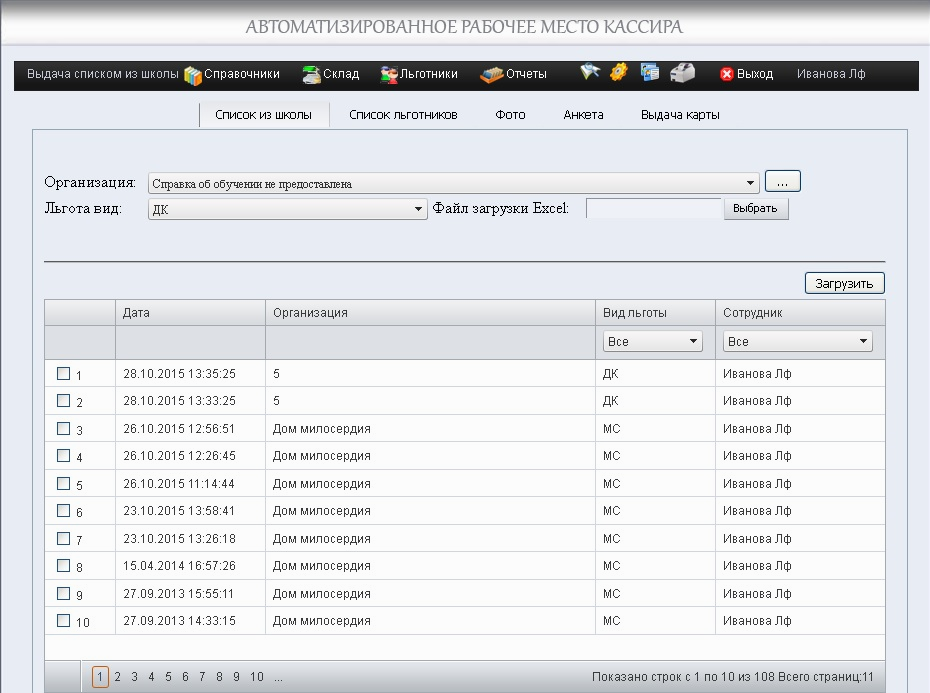 АВТОМАТИЗИРОВАННОЕ РАБОЧЕЕ МЕСТО КАССИРА
Выдача списком из школы Справочники Склад Льготники Отчеты Выход Иванова Лф
Список из школы Список льготников Фото Анкета Выдача карты
Организация: Справка об обучении не предоставлена ...
Льгота вид: ДК Файл загрузки Excel: Выбрать
Загрузить
Дата Организация Вид льготы Сотрудник
Все Все
1 28.10.2015 13:35:25 5 ДК Иванова Лф
2 28.10.2015 13:33:25 5 ДК Иванова Лф
3 26.10.2015 12:56:51 Дом милосердия МС Иванова Лф
4 26.10.2015 12:26:45 Дом милосердия МС Иванова Лф
5 26.10.2015 11:14:44 Дом милосердия МС Иванова Лф
6 23.10.2015 13:58:41 Дом милосердия МС Иванова Лф
7 23.10.2015 13:26:18 Дом милосердия МС Иванова Лф
8 15.04.2014 16:57:26 Дом милосердия МС Иванова Лф
9 27.09.2013 15:55:11 Дом милосердия МС Иванова Лф
10 27.09.2013 14:33:15 Дом милосердия МС Иванова Лф
1 2 3 4 5 6 7 8 9 10 ... Показано строк с 1 по 10 из 108 Всего страниц:11